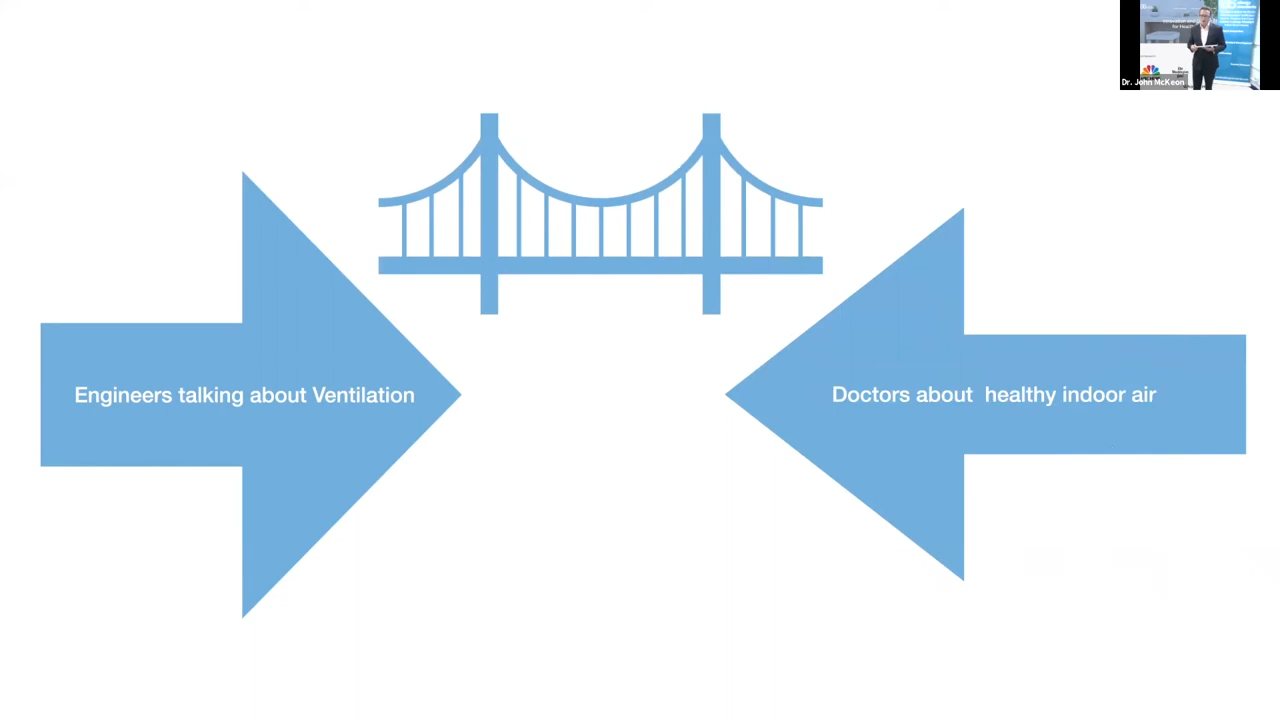 Dr. John McKeon
Engineers talking about Ventilation
Doctors about  healthy indoor air